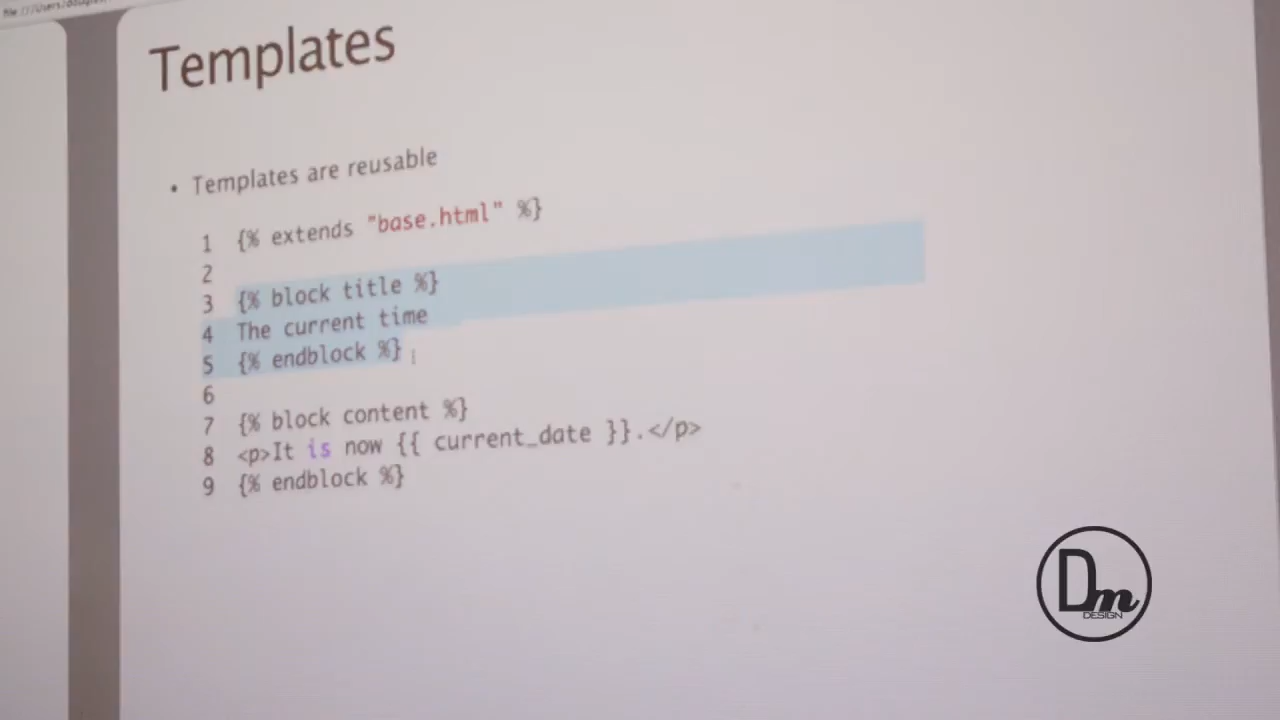 Templates
• Templates are reusable
1 {% extends "base.html" %}
2
3 {% block title %}
4 The current time
5 {% endblock %}
6
7 {% block content %}
8 <p>It is now {{ current_date }}.</p>
9 {% endblock %}
Dm
DESIGN